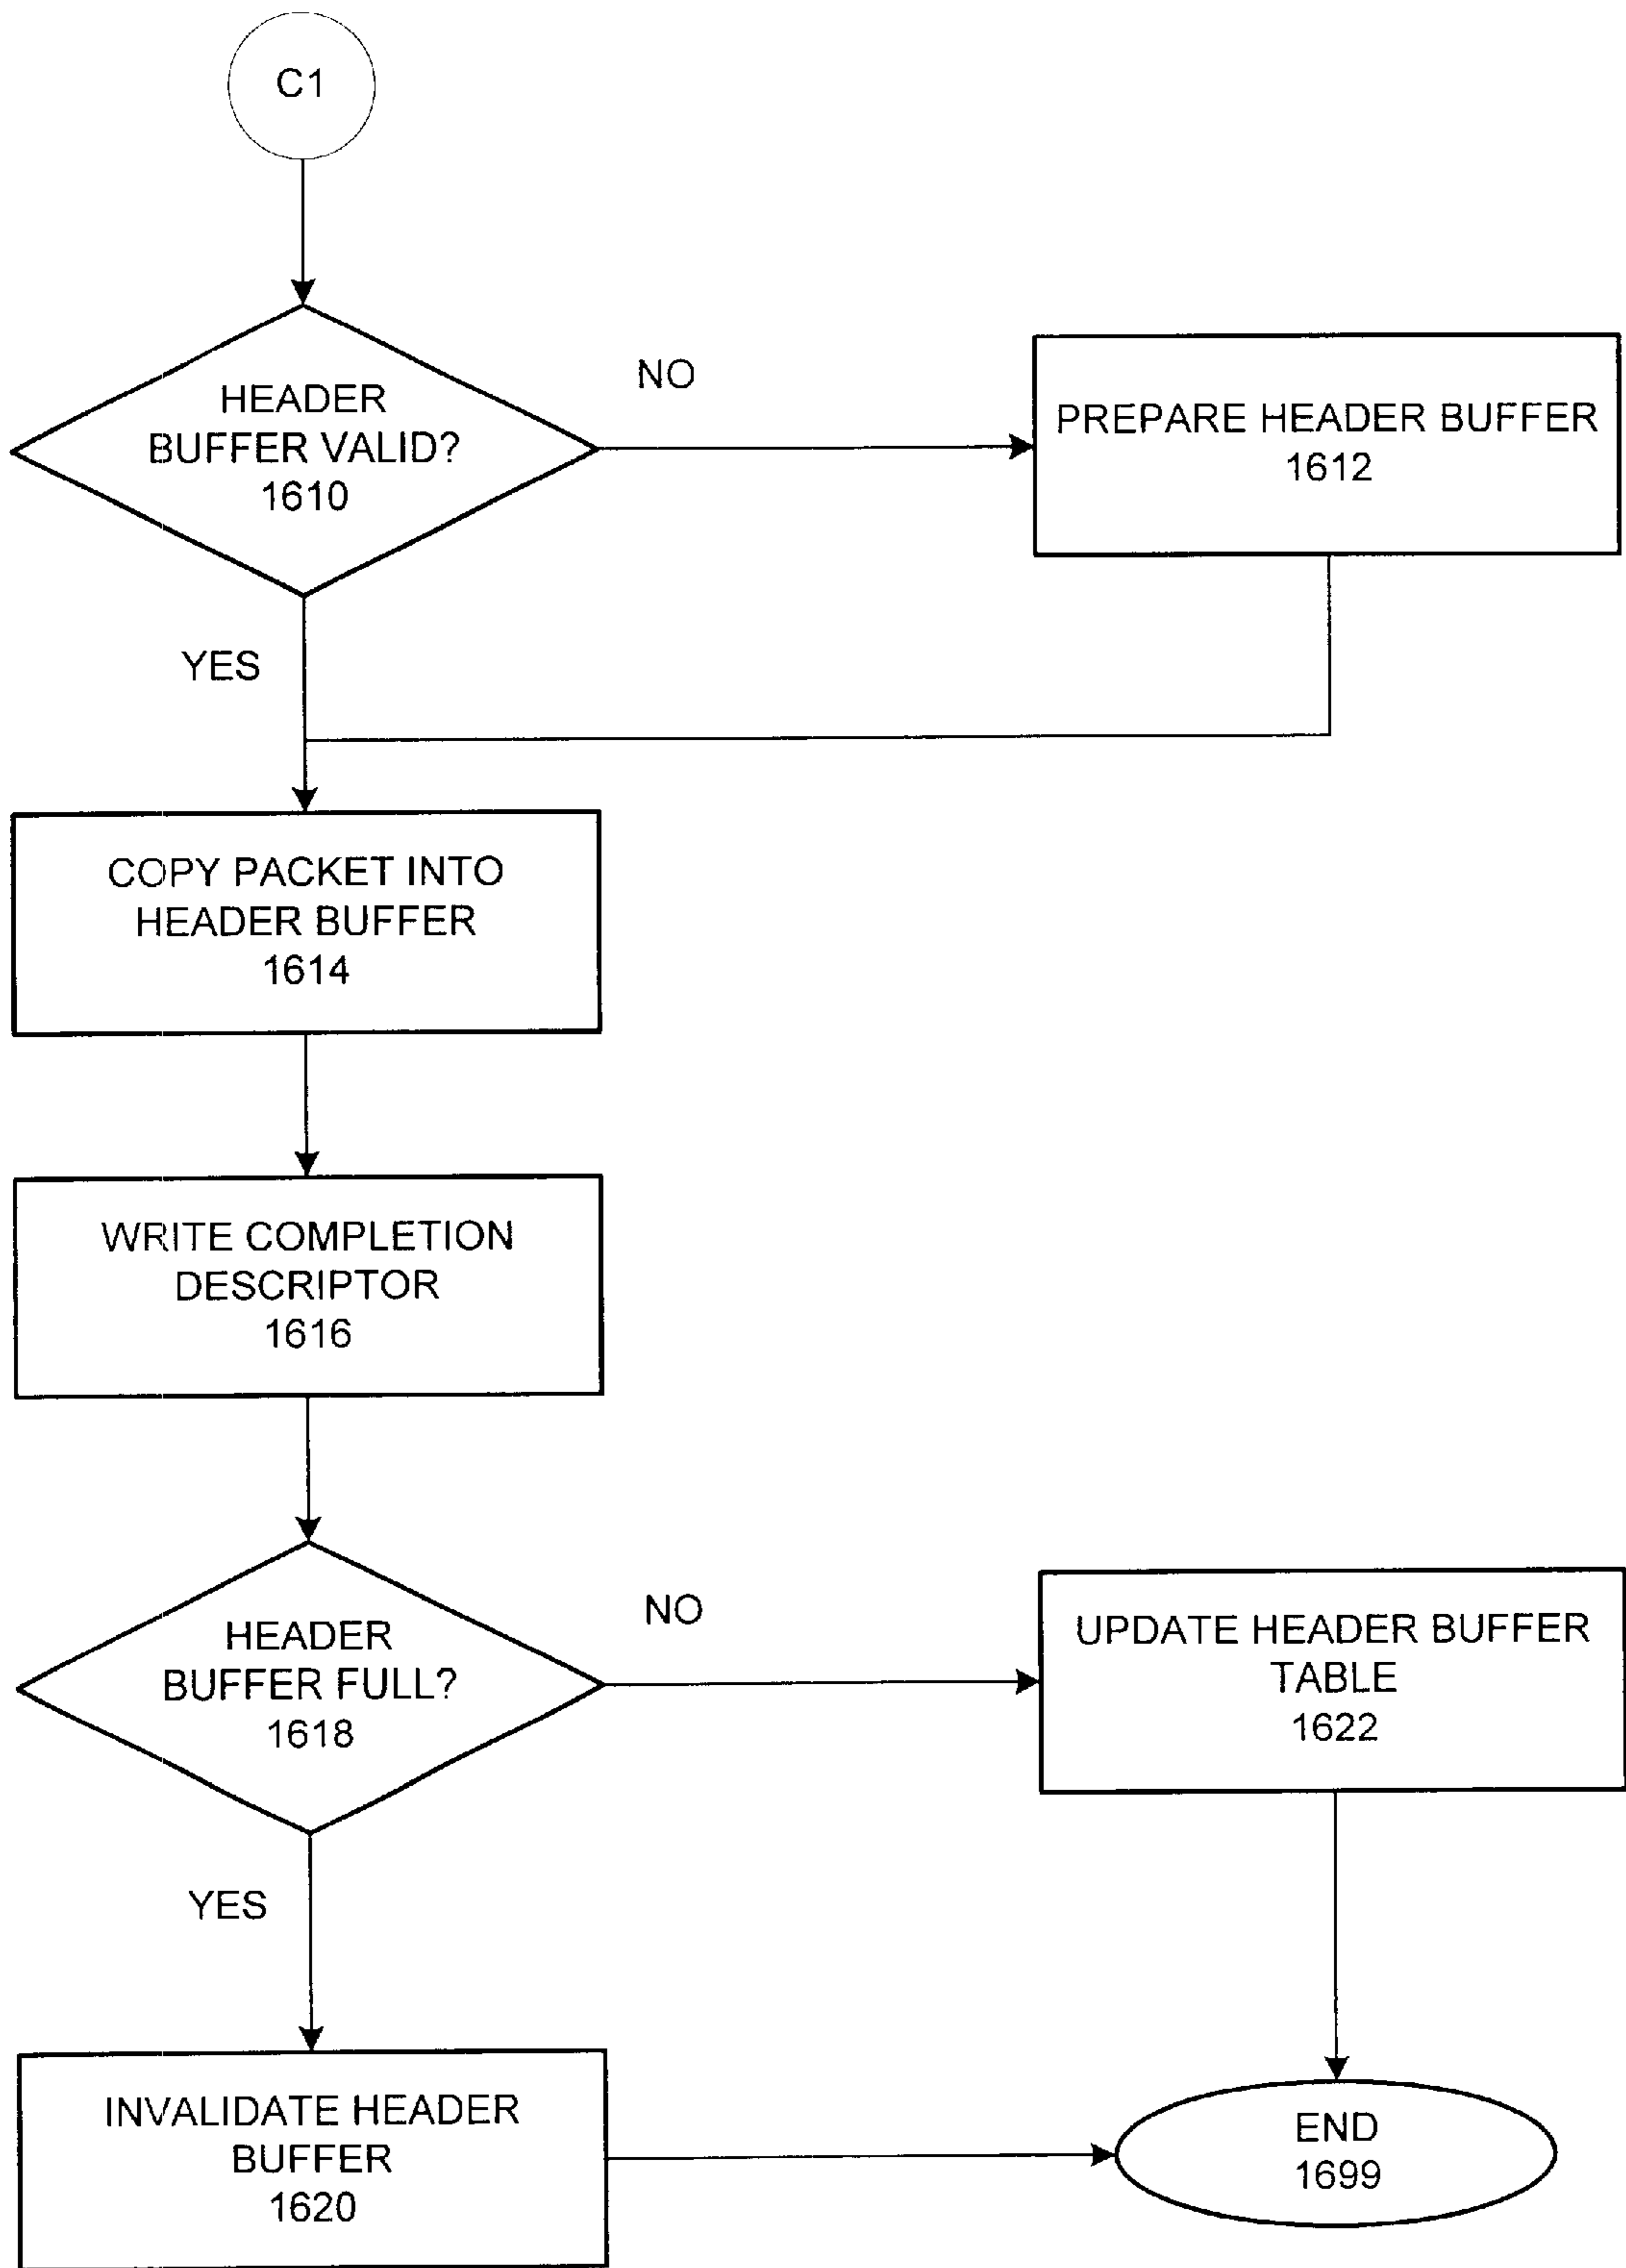 C1
HEADER
BUFFER VALID?
1610
NO
PREPARE HEADER BUFFER
1612
YES
COPY PACKET INTO
HEADER BUFFER
1614
WRITE COMPLETION
DESCRIPTOR
1616
HEADER
BUFFER FULL?
1618
NO
UPDATE HEADER BUFFER
TABLE
1622
YES
INVALIDATE HEADER
BUFFER
1620
END
1699